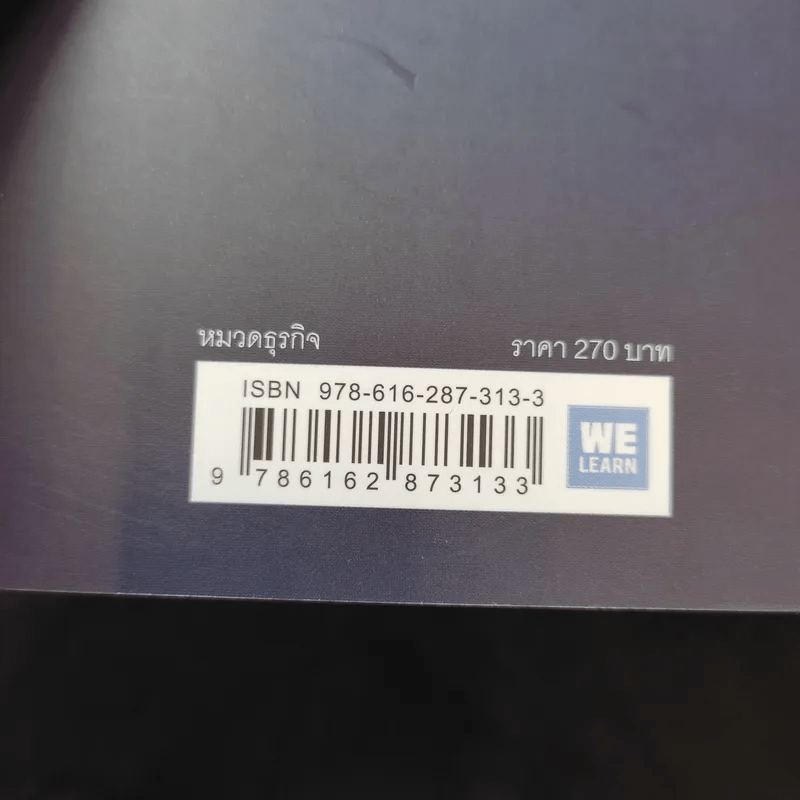 หมวดธุรกิจ
ราคา 270 บาท
ISBN 978-616-287-313-3
9 786162 873133
WE
LEARN